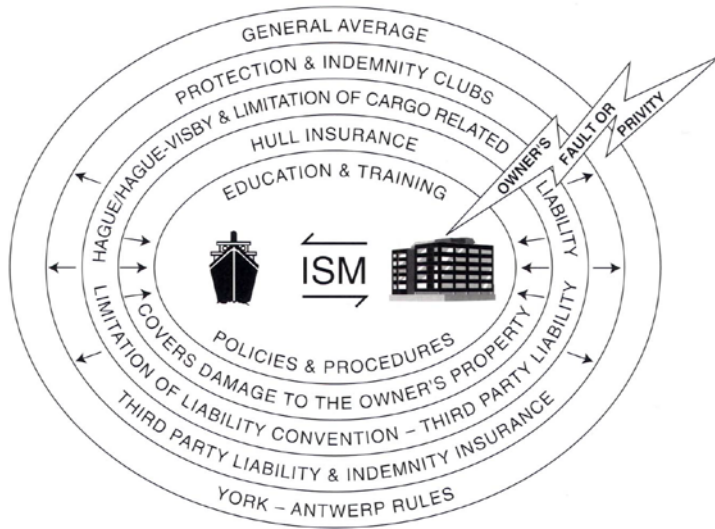 GENERAL AVERAGE
PROTECTION & INDEMNITY CLUBS
HAGUE/HAGUE-VISBY & LIMITATION OF CARGO RELATED LIABILITY
HULL INSURANCE
EDUCATION & TRAINING
OWNER'S
FAULT OR
PRIVITY
ISM
POLICIES & PROCEDURES
COVERS DAMAGE TO THE OWNER'S PROPERTY
LIMITATION OF LIABILITY CONVENTION – THIRD PARTY LIABILITY
THIRD PARTY LIABILITY & INDEMNITY INSURANCE
YORK – ANTWERP RULES